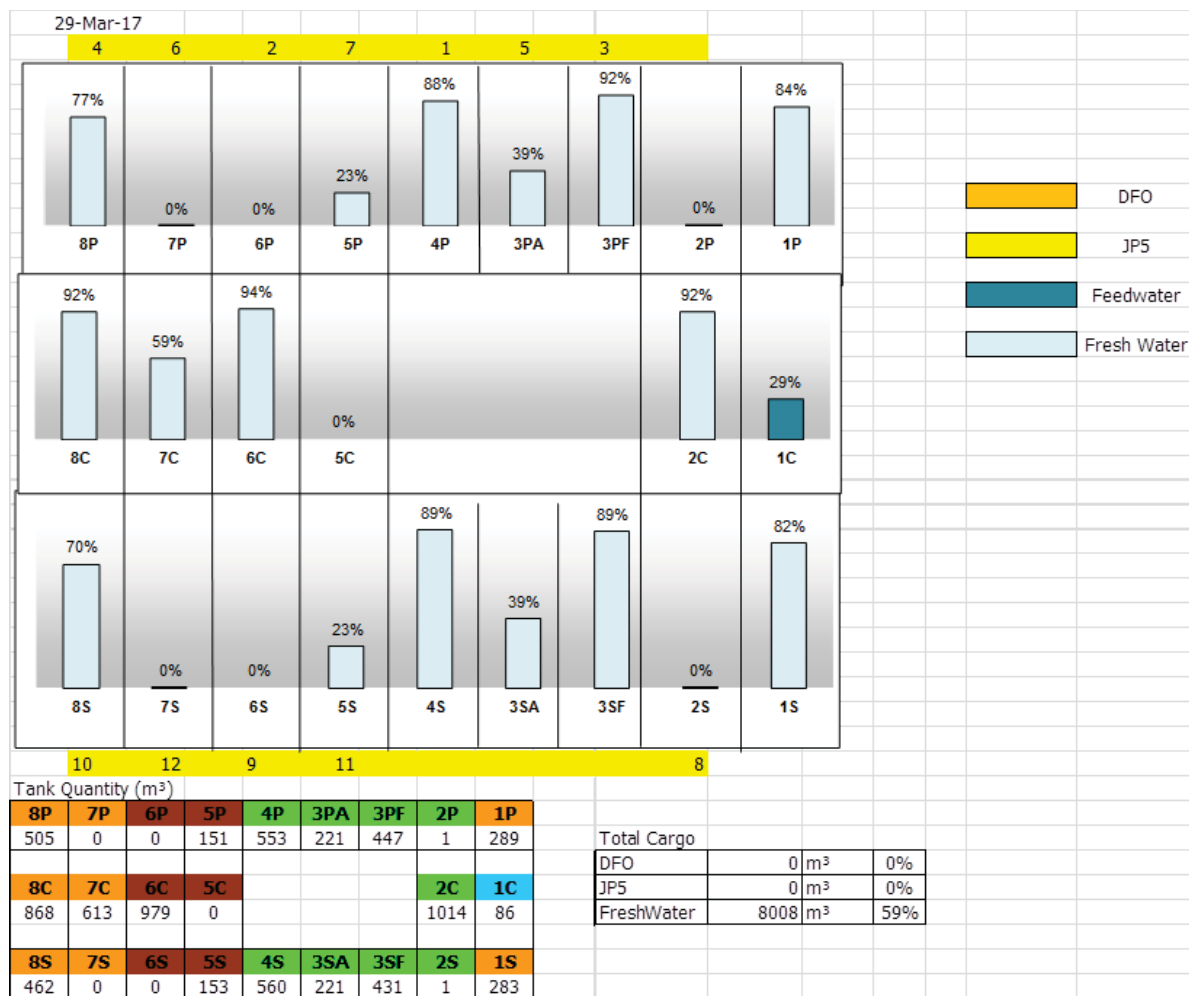 29-Mar-17
4 6 2 7 1 5 3
77% 0% 0% 23% 88% 39% 92% 0% 84%
8P 7P 6P 5P 4P 3PA 3PF 2P 1P
DFO
JP5
Feedwater
Fresh Water
92% 59% 94% 0% 92% 29%
8C 7C 6C 5C 2C 1C
70% 0% 0% 23% 89% 39% 89% 0% 82%
8S 7S 6S 5S 4S 3SA 3SF 2S 1S
10 12 9 11 8
Tank Quantity (m³)
8P 7P 6P 5P 4P 3PA 3PF 2P 1P
505 0 0 151 553 221 447 1 289
8C 7C 6C 5C 2C 1C
868 613 979 0 1014 86
8S 7S 6S 5S 4S 3SA 3SF 2S 1S
462 0 0 153 560 221 431 1 283
Total Cargo
DFO 0 m³ 0%
JP5 0 m³ 0%
FreshWater 8008 m³ 59%